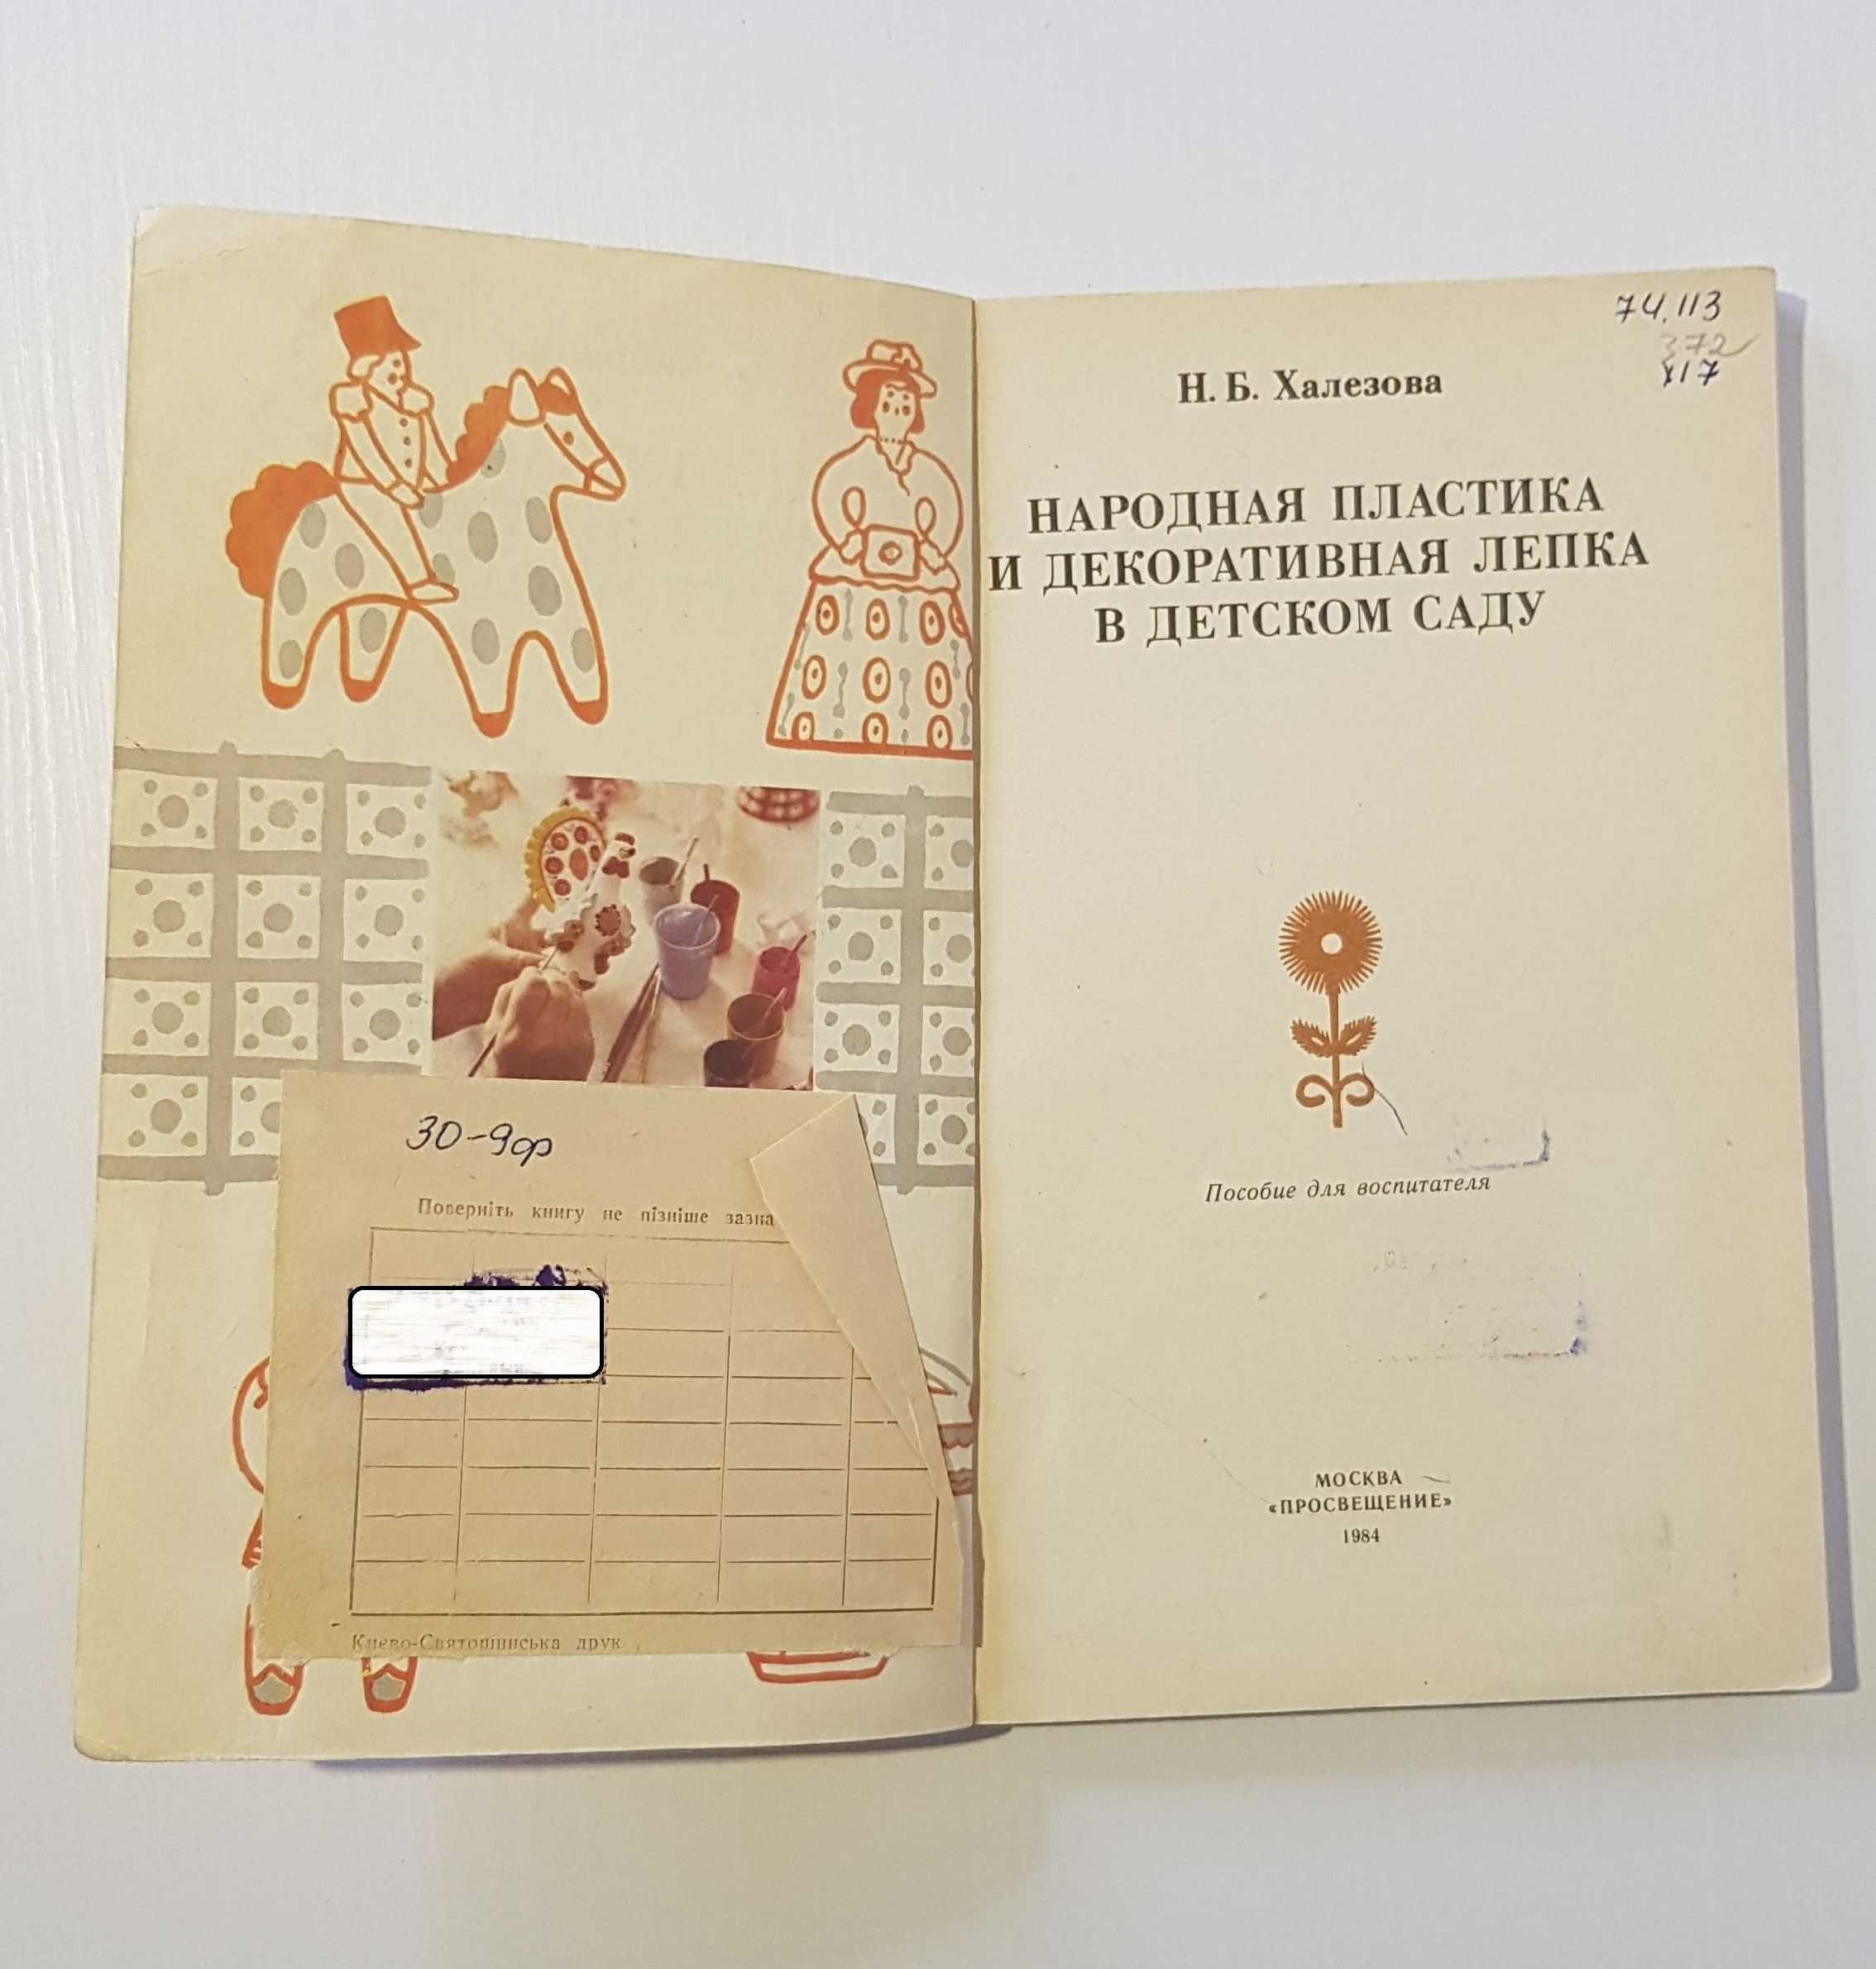 30-9ф
Поверніть книгу не пізніше зазна
Києво-Святошинська друк
74.113
372
Х17
Н. Б. Халезова
НАРОДНАЯ ПЛАСТИКА
И ДЕКОРАТИВНАЯ ЛЕПКА
В ДЕТСКОМ САДУ
Пособие для воспитателя
МОСКВА
«ПРОСВЕЩЕНИЕ»
1984